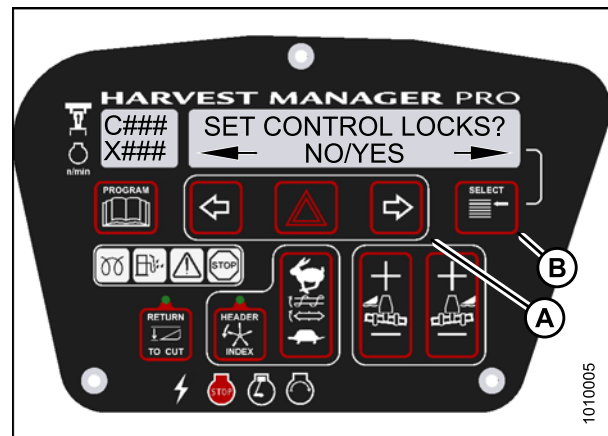 HARVEST MANAGER PRO
C###
X###
n/min
SET CONTROL LOCKS?
NO/YES
PROGRAM
SELECT
B
A
STOP
RETURN
TO CUT
HEADER
INDEX
STOP
1010005